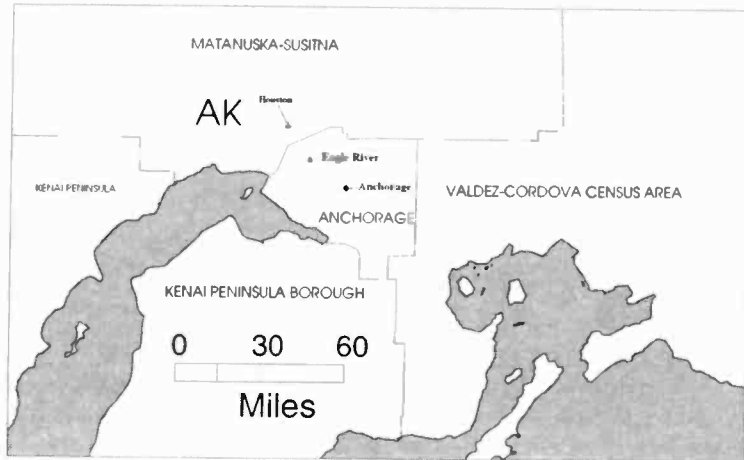 MATANUSKA-SUSITNA
Houston
AK
Eagle River
KENAI PENINSULA
Anchorage
VALDEZ-CORDOVA CENSUS AREA
ANCHORAGE
KENAI PENINSULA BOROUGH
0 30 60
Miles